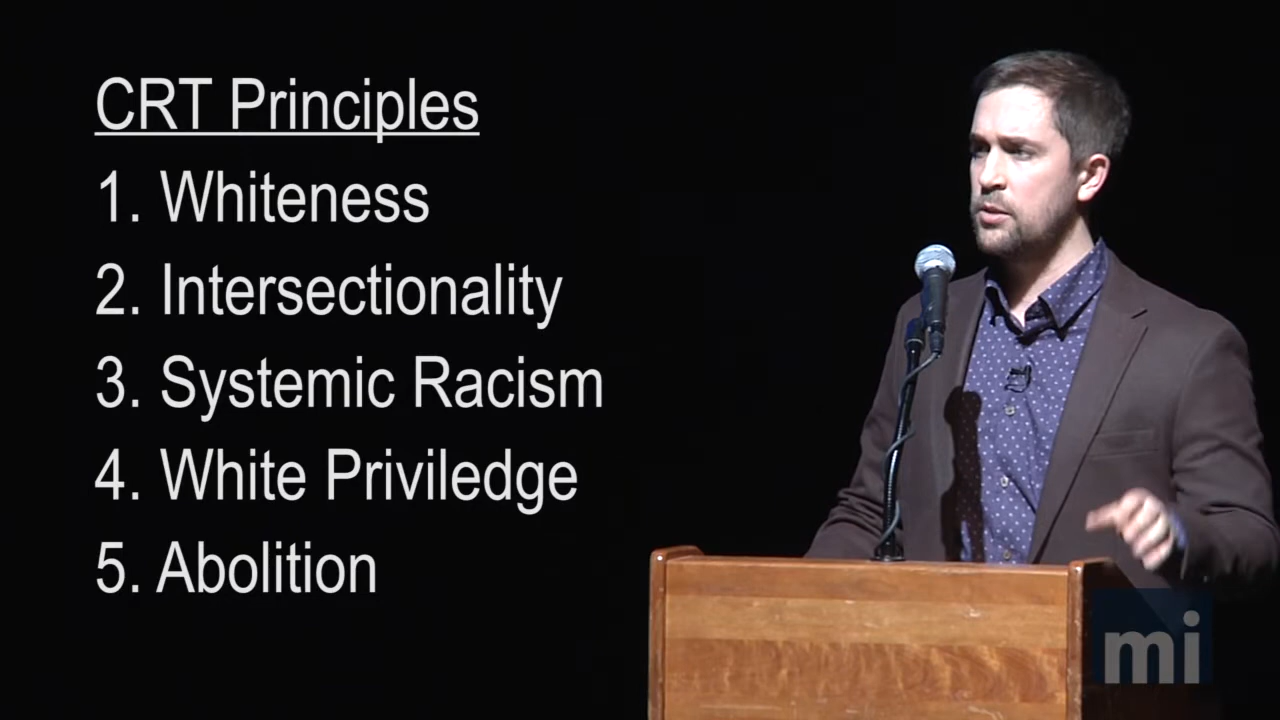 CRT Principles
1. Whiteness
2. Intersectionality
3. Systemic Racism
4. White Priviledge
5. Abolition
mi